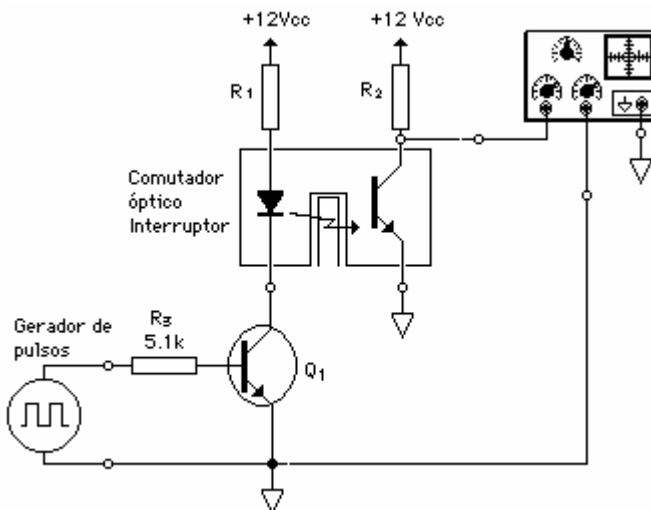 +12Vcc
+12 Vcc
R1
R2
Comutador
óptico
Interruptor
Gerador de
pulsos
R3
5.1k
Q1